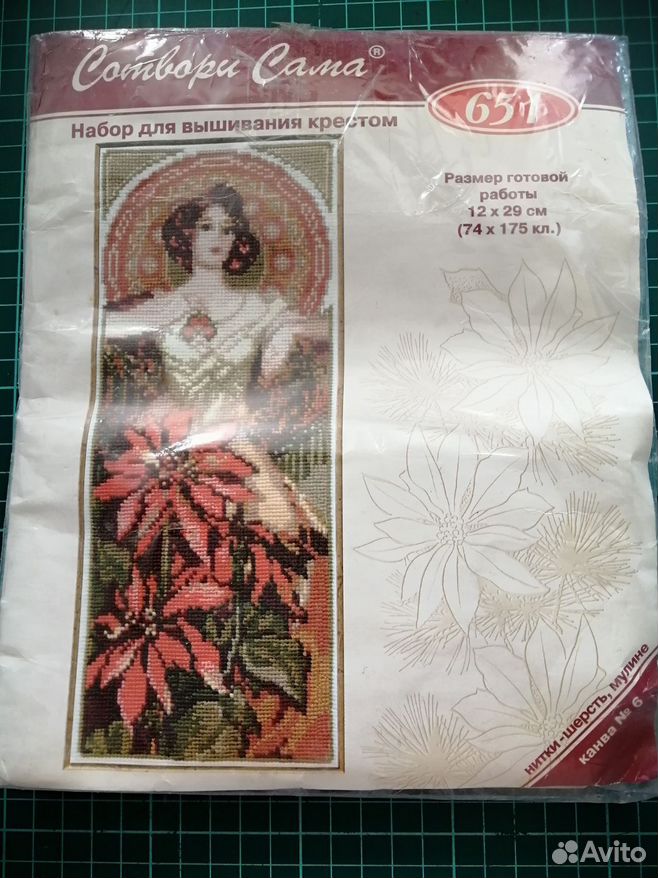 Сотвори Сама®
Набор для вышивания крестом
651
Размер готовой
работы
12 х 29 см
(74 х 175 кл.)
нитки-шерсть, мулине
канва № 6
Avito